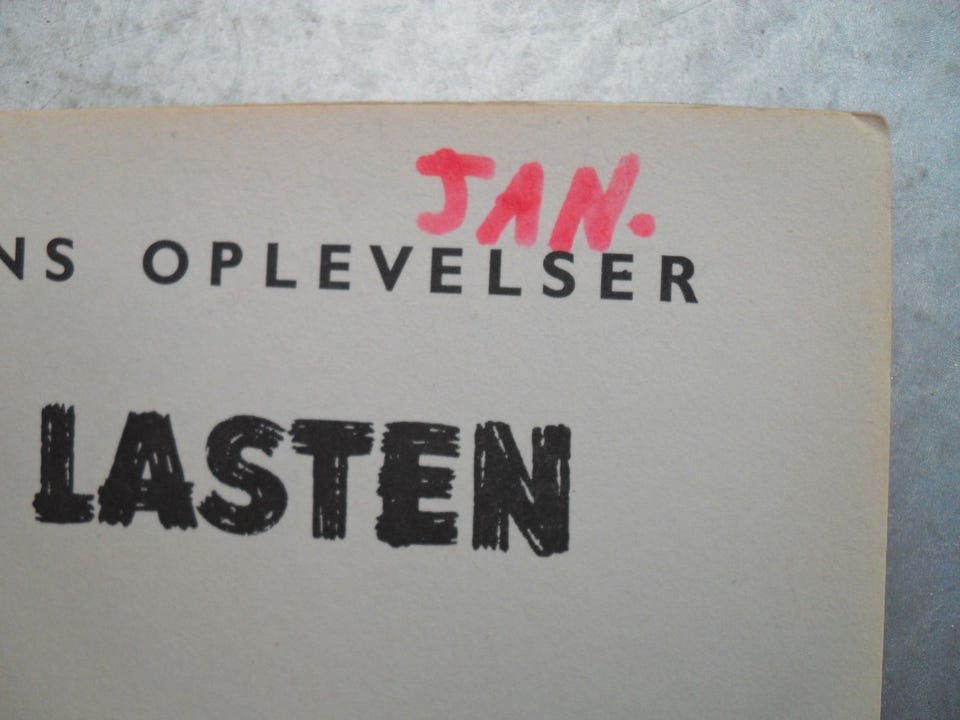 JAN.
NS OPLEVELSER
LASTEN